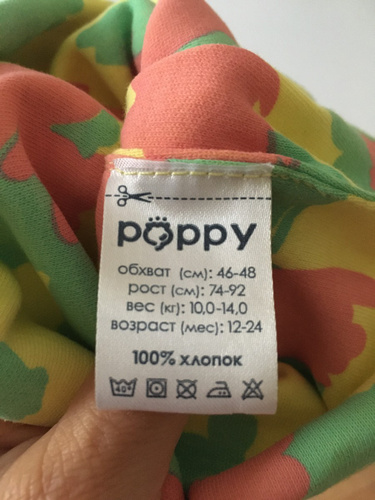 poppy
обхват (см): 46-48
рост (см): 74-92
вес (кг): 10,0-14,0
возраст (мес): 12-24
100% хлопок
40°